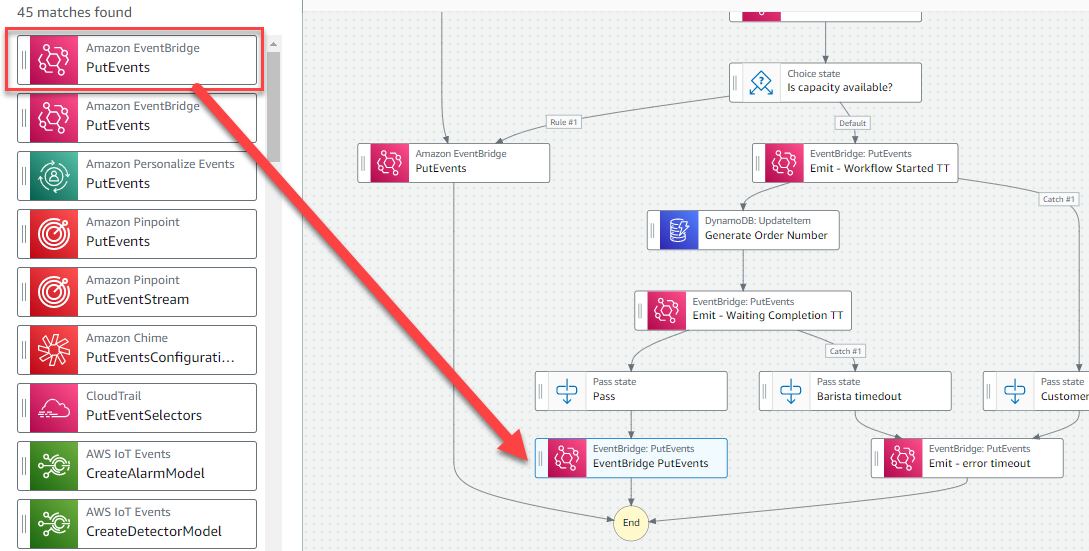 45 matches found
Amazon EventBridge
PutEvents
Amazon EventBridge
PutEvents
Amazon Personalize Events
PutEvents
Amazon Pinpoint
PutEvents
Amazon Pinpoint
PutEventStream
Amazon Chime
PutEventsConfigurati...
CloudTrail
PutEventSelectors
AWS IoT Events
CreateAlarmModel
AWS IoT Events
CreateDetectorModel
Choice state
Is capacity available?
Rule #1
Default
Amazon EventBridge
PutEvents
EventBridge: PutEvents
Emit - Workflow Started TT
Catch #1
DynamoDB: UpdateItem
Generate Order Number
EventBridge: PutEvents
Emit - Waiting Completion TT
Catch #1
Pass state
Pass
Pass state
Barista timedout
Pass state
Customer
EventBridge: PutEvents
EventBridge PutEvents
EventBridge: PutEvents
Emit - error timeout
End